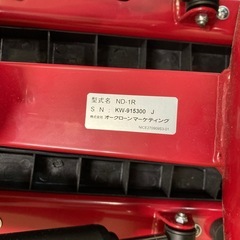 型式名 ND-1R
S N : KW-915300 J
株式会社 オークローンマーケティング